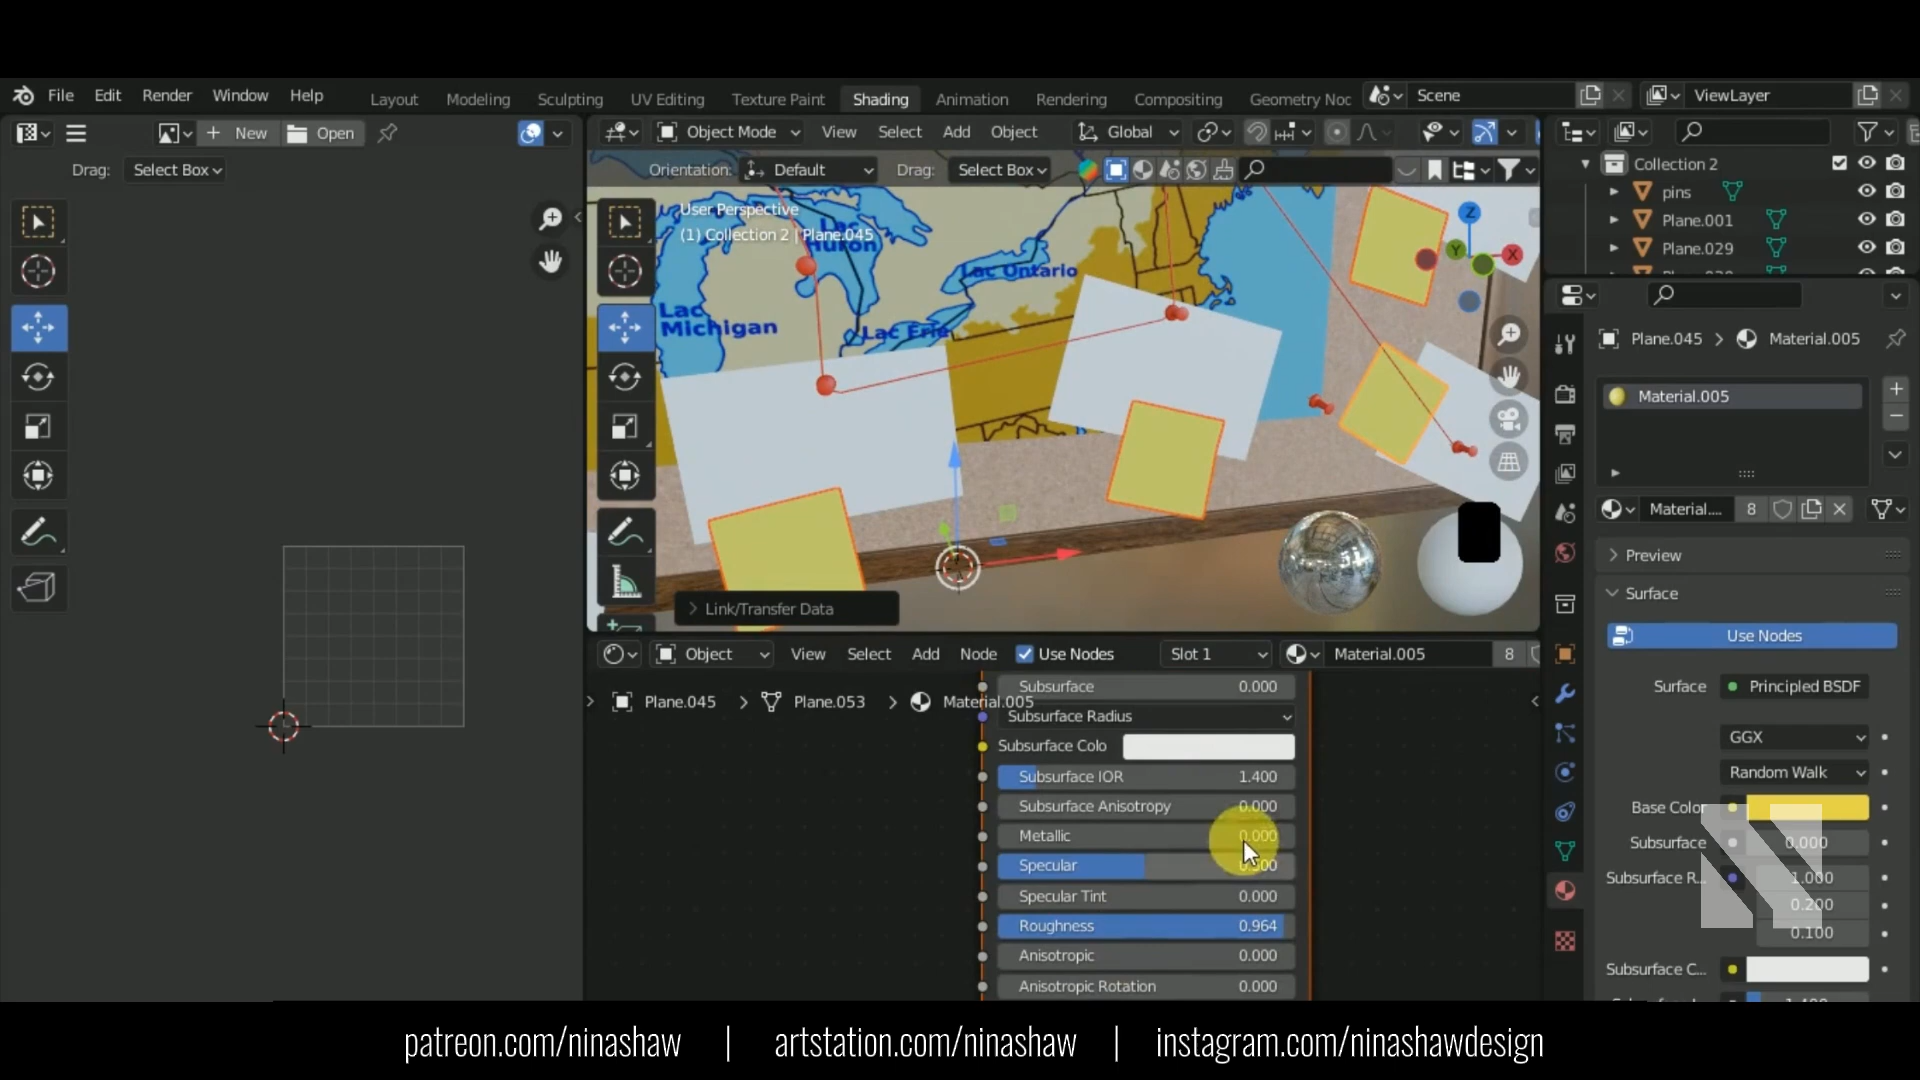 File Edit Render Window Help Layout Modeling Sculpting UV Editing Texture Paint Shading Animation Rendering Compositing Geometry Noc Scene ViewLayer
New Open Object Mode View Select Add Object Global
Drag: Select Box Orientation: Default Drag: Select Box
Collection 2
pins
Plane.001
Plane.029
User Perspective
(1) Collection 2 | Plane.045
Lac
Huron
Lac Ontario
Lac
Michigan
Lac Erie
Z
Y
X
Link/Transfer Data
Plane.045 > Material.005
Material.005
Material.... 8
Preview
Surface
Use Nodes
Surface Principled BSDF
GGX
Random Walk
Base Color
Subsurface 0.000
Subsurface R... 1.000
0.200
0.100
Subsurface C...
Object View Select Add Node Use Nodes Slot 1 Material.005 8
Plane.045 > Plane.053 > Material.005
Subsurface 0.000
Subsurface Radius
Subsurface Colo
Subsurface IOR 1.400
Subsurface Anisotropy 0.000
Metallic 0.000
Specular
Specular Tint 0.000
Roughness 0.964
Anisotropic 0.000
Anisotropic Rotation 0.000
patreon.com/ninashaw | artstation.com/ninashaw | instagram.com/ninashawdesign